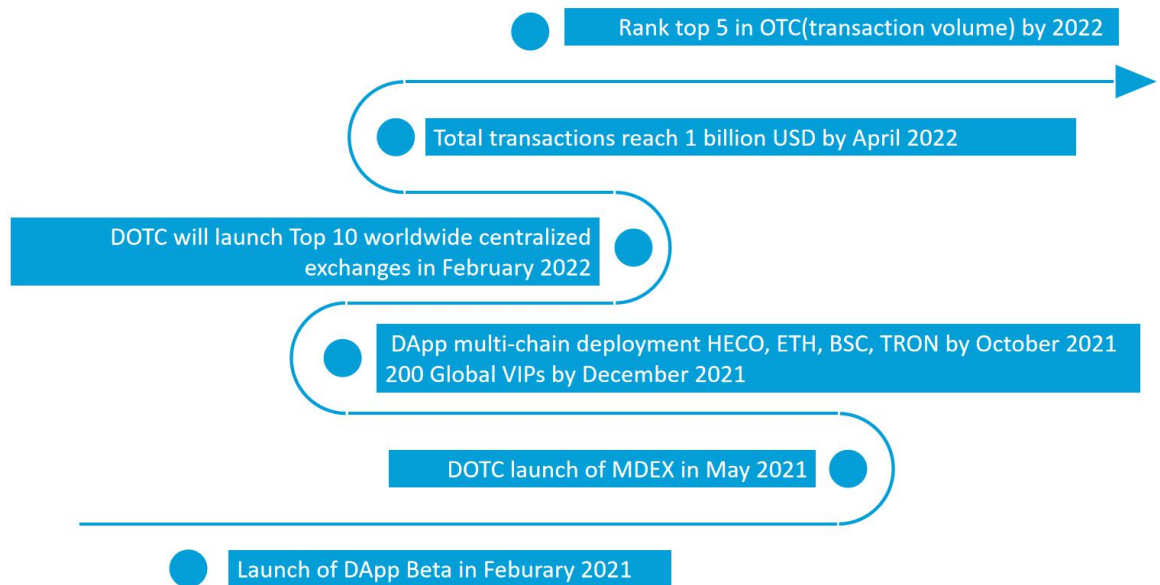 Rank top 5 in OTC(transaction volume) by 2022
Total transactions reach 1 billion USD by April 2022
DOTC will launch Top 10 worldwide centralized
exchanges in February 2022
DApp multi-chain deployment HECO, ETH, BSC, TRON by October 2021
200 Global VIPs by December 2021
DOTC launch of MDEX in May 2021
Launch of DApp Beta in Feburary 2021